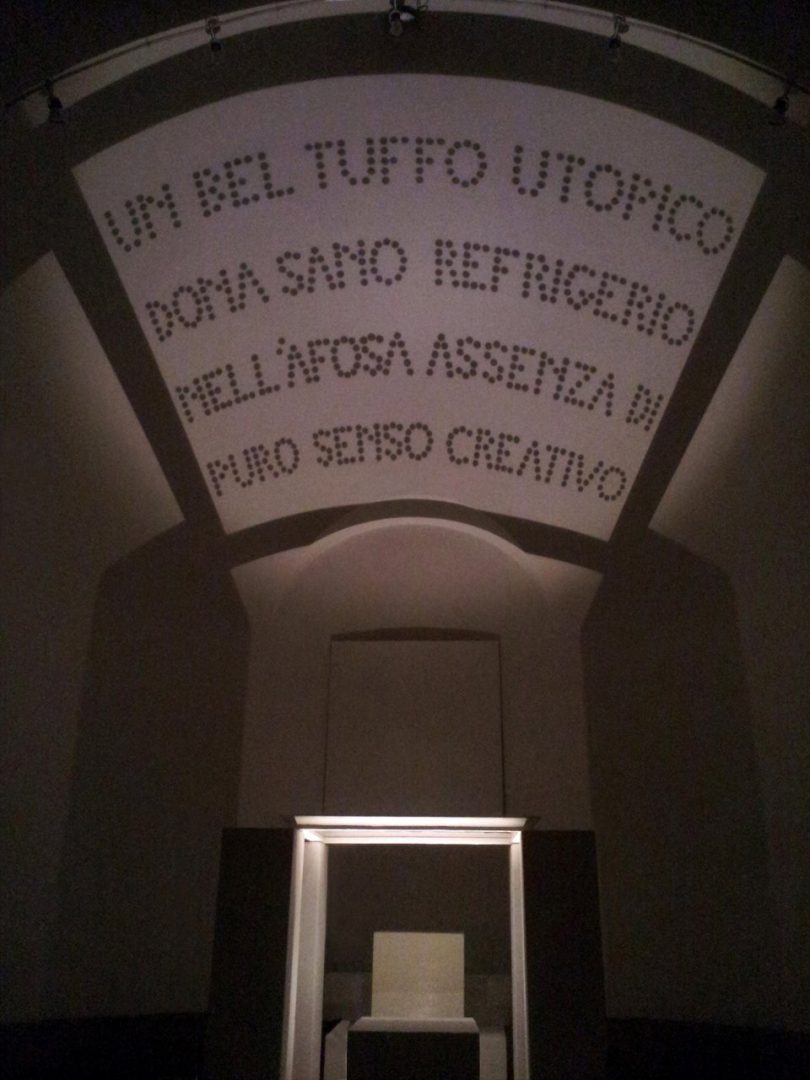 UN BEL TUFFO UTOPICO
DONA SANO REFRIGERIO
NELL'AFOSA ASSENZA DI
PURO SENSO CREATIVO